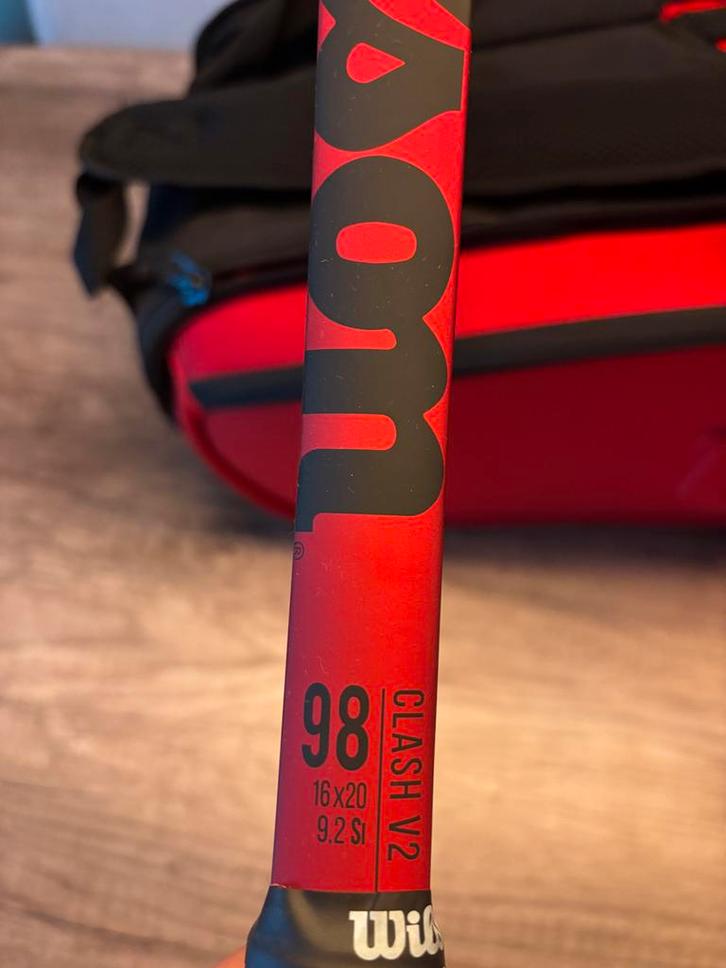 98
16x20
9.2 SI
CLASH V2